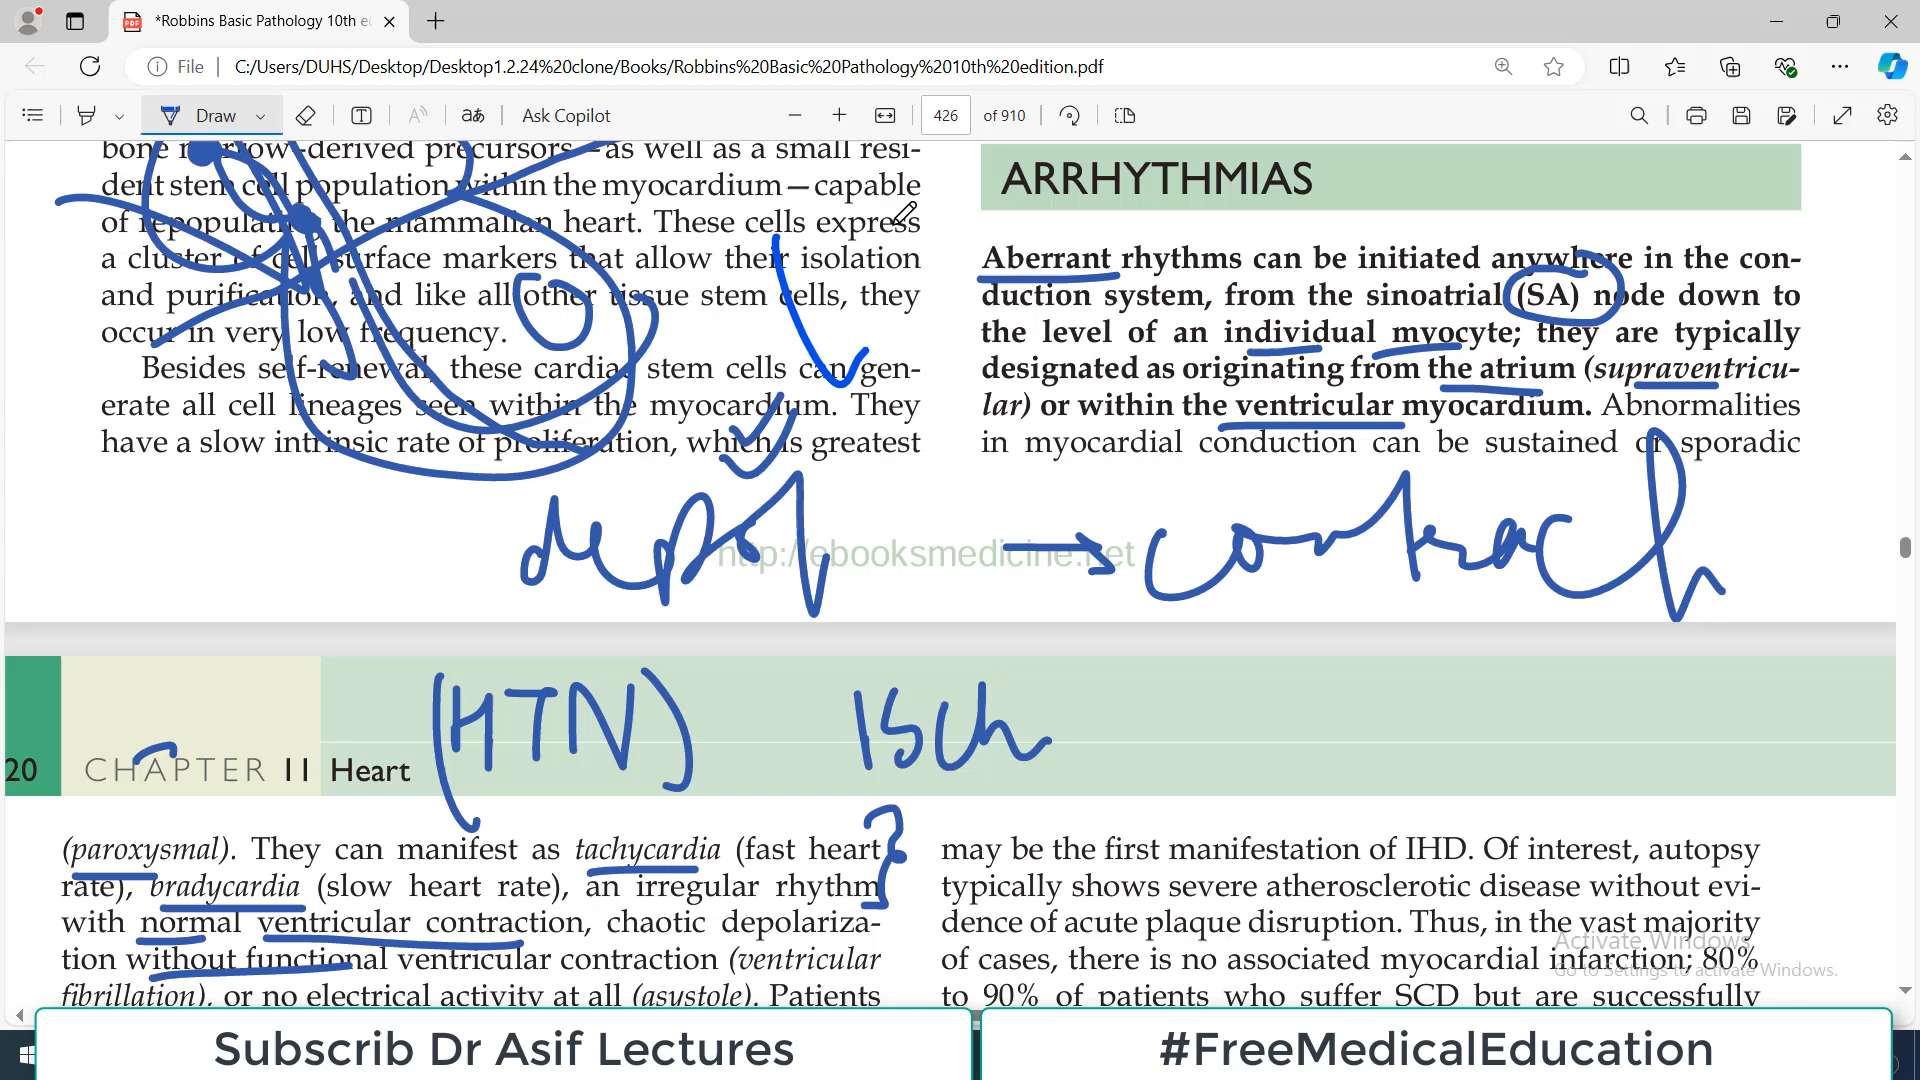 *Robbins Basic Pathology 10th e
File
C:/Users/DUHS/Desktop/Desktop1.2.24%20clone/Books/Robbins%20Basic%20Pathology%2010th%20edition.pdf
Draw
aあ
Ask Copilot
426 of 910
bone marrow–derived precursors—as well as a small resi-
dent stem cell population within the myocardium—capable
of repopulating the mammalian heart. These cells express
a cluster of cell surface markers that allow their isolation
and purification, and like all other tissue stem cells, they
occur in very low frequency.
Besides self-renewal, these cardiac stem cells can gen-
erate all cell lineages seen within the myocardium. They
have a slow intrinsic rate of proliferation, which is greatest
ARRHYTHMIAS
Aberrant rhythms can be initiated anywhere in the con-
duction system, from the sinoatrial (SA) node down to
the level of an individual myocyte; they are typically
designated as originating from the atrium (supraventricu-
lar) or within the ventricular myocardium. Abnormalities
in myocardial conduction can be sustained or sporadic
http://ebooksmedicine.net
(HTN) Isch
20 CHAPTER 11 Heart
(paroxysmal). They can manifest as tachycardia (fast heart
rate), bradycardia (slow heart rate), an irregular rhythm
with normal ventricular contraction, chaotic depolariza-
tion without functional ventricular contraction (ventricular
fibrillation), or no electrical activity at all (asystole). Patients
may be the first manifestation of IHD. Of interest, autopsy
typically shows severe atherosclerotic disease without evi-
dence of acute plaque disruption. Thus, in the vast majority
of cases, there is no associated myocardial infarction; 80%
to 90% of patients who suffer SCD but are successfully
Activate Windows
Go to Settings to activate Windows.
Subscrib Dr Asif Lectures
#FreeMedicalEducation